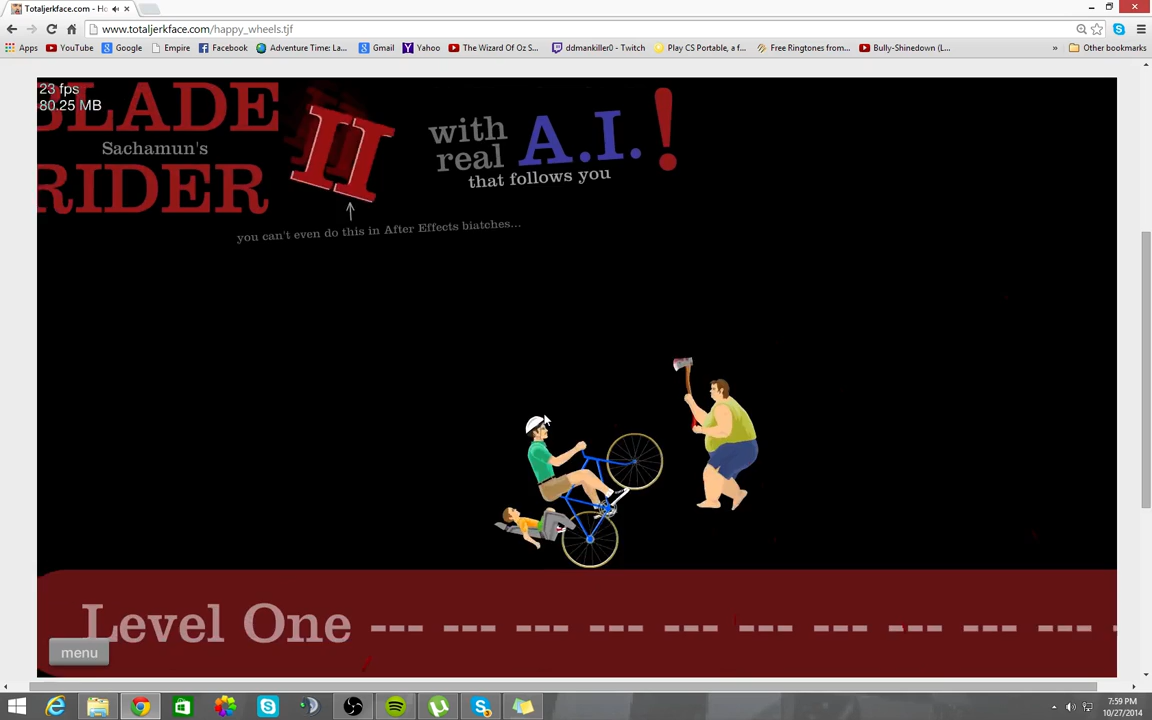 Totaljerkface.com - H
www.totaljerkface.com/happy_wheels.tjf
Apps YouTube Google Empire Facebook Adventure Time: La... Gmail Yahoo The Wizard Of Oz S... ddmankiller0 - Twitch Play CS Portable, a f... Free Ringtones from... Bully-Shinedown (L... » Other bookmarks
23 fps
80.25 MB
BLADE
Sachamun's
RIDER
II
with
real A.I.!
that follows you
you can't even do this in After Effects biatches...
Level One --- --- --- --- --- --- --- --- --- --- -
menu
7:59 PM
10/27/2014